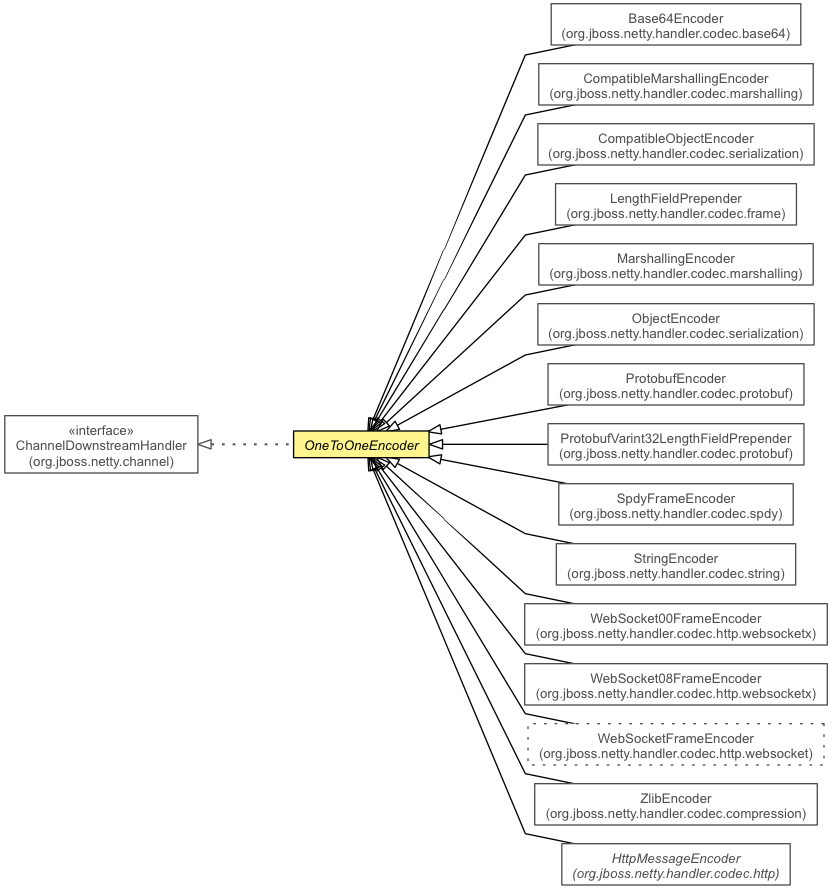 Base64Encoder
(org.jboss.netty.handler.codec.base64)
CompatibleMarshallingEncoder
(org.jboss.netty.handler.codec.marshalling)
CompatibleObjectEncoder
(org.jboss.netty.handler.codec.serialization)
LengthFieldPrepender
(org.jboss.netty.handler.codec.frame)
MarshallingEncoder
(org.jboss.netty.handler.codec.marshalling)
ObjectEncoder
(org.jboss.netty.handler.codec.serialization)
ProtobufEncoder
(org.jboss.netty.handler.codec.protobuf)
«interface»
ChannelDownstreamHandler
(org.jboss.netty.channel)
OneToOneEncoder
ProtobufVarint32LengthFieldPrepender
(org.jboss.netty.handler.codec.protobuf)
SpdyFrameEncoder
(org.jboss.netty.handler.codec.spdy)
StringEncoder
(org.jboss.netty.handler.codec.string)
WebSocket00FrameEncoder
(org.jboss.netty.handler.codec.http.websocketx)
WebSocket08FrameEncoder
(org.jboss.netty.handler.codec.http.websocketx)
WebSocketFrameEncoder
(org.jboss.netty.handler.codec.http.websocket)
ZlibEncoder
(org.jboss.netty.handler.codec.compression)
HttpMessageEncoder
(org.jboss.netty.handler.codec.http)